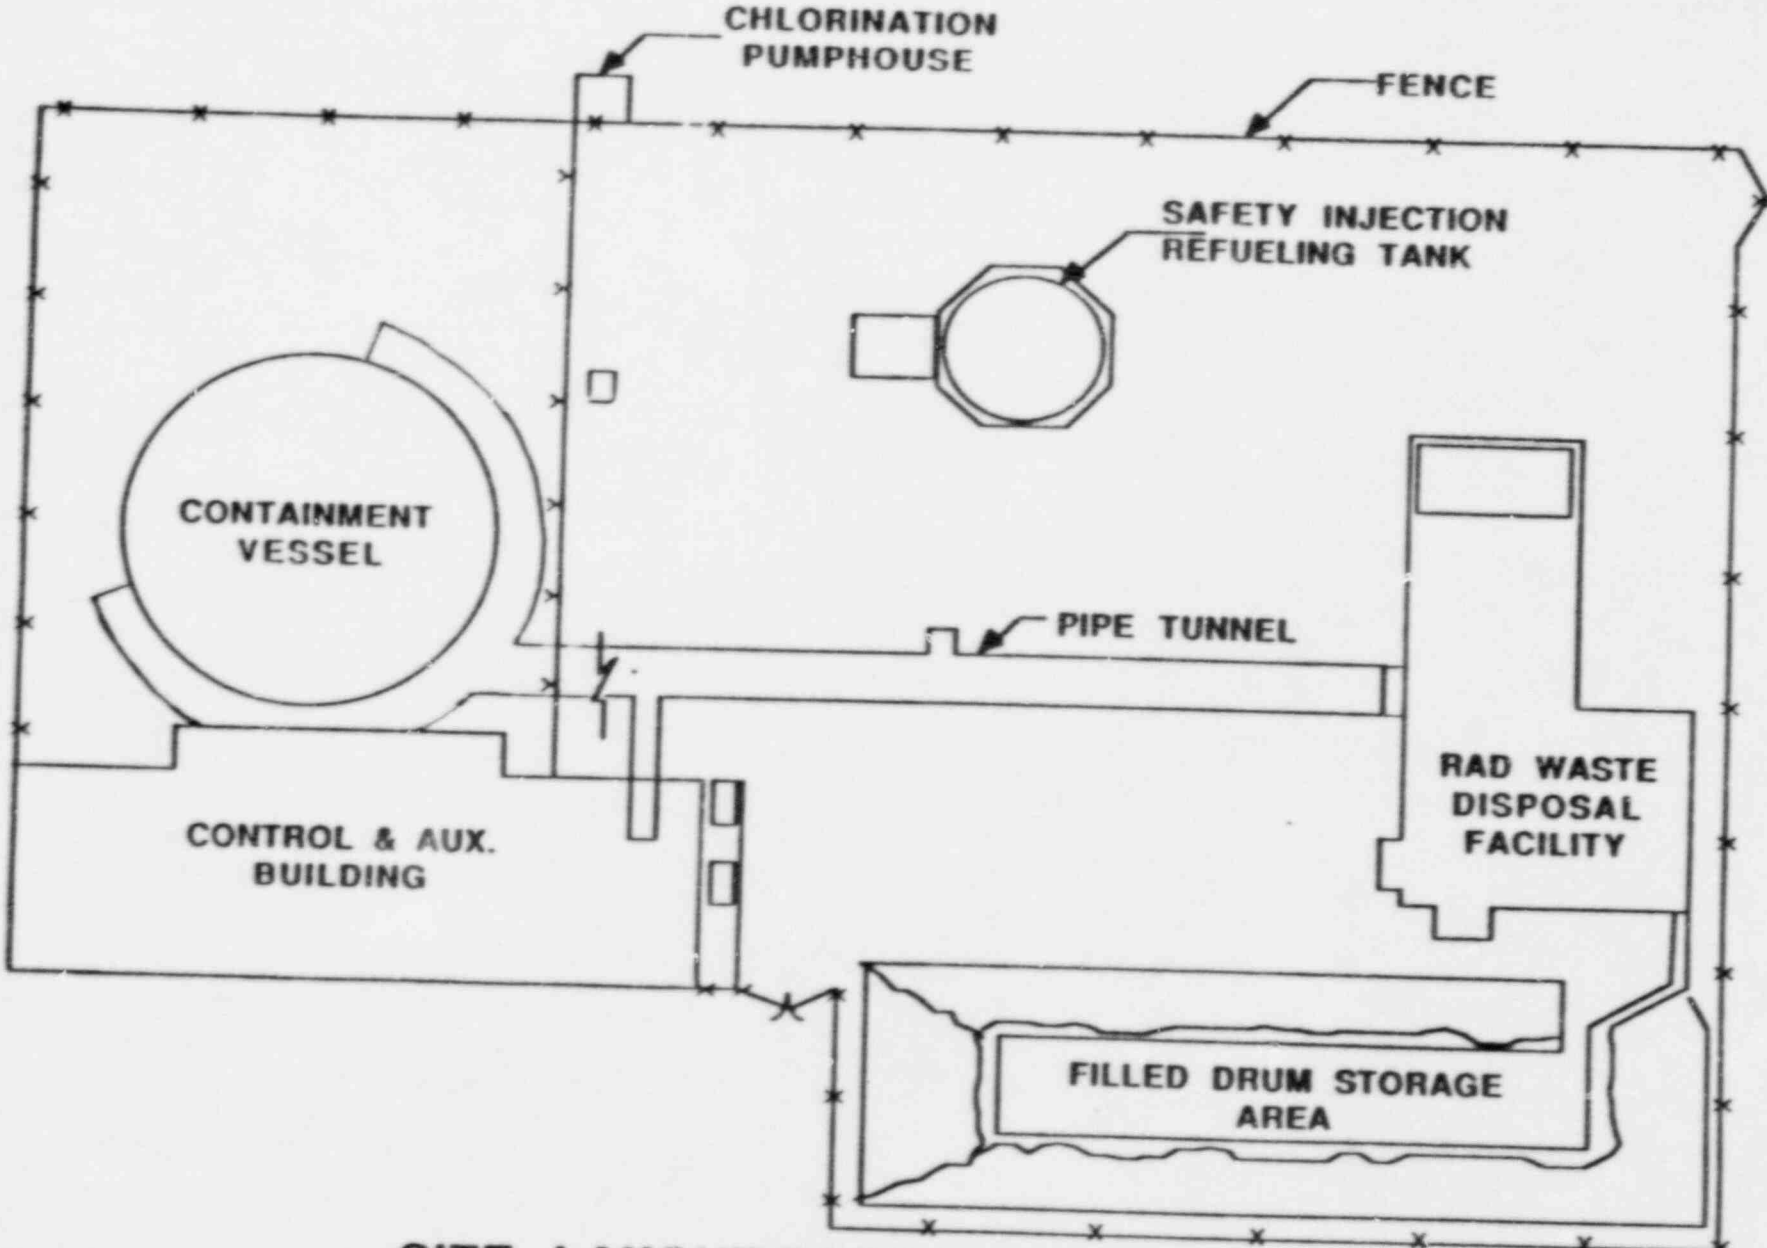 CHLORINATION
PUMPHOUSE
FENCE
SAFETY INJECTION
REFUELING TANK
CONTAINMENT
VESSEL
PIPE TUNNEL
RAD WASTE
DISPOSAL
FACILITY
CONTROL & AUX.
BUILDING
FILLED DRUM STORAGE
AREA